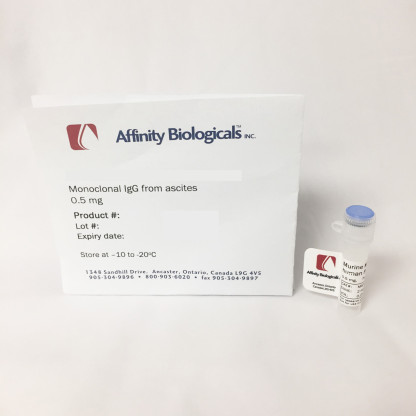 Affinity Biologicals™ INC.
Monoclonal IgG from ascites
0.5 mg
Product #:
Lot #:
Expiry date:
Store at −10 to -20ºC
1348 Sandhill Drive, Ancaster, Ontario, Canada L9G 4V5
905-304-9896 • 800-903-6020 • fax 905-304-9897
Affinity Biologicals
Murine